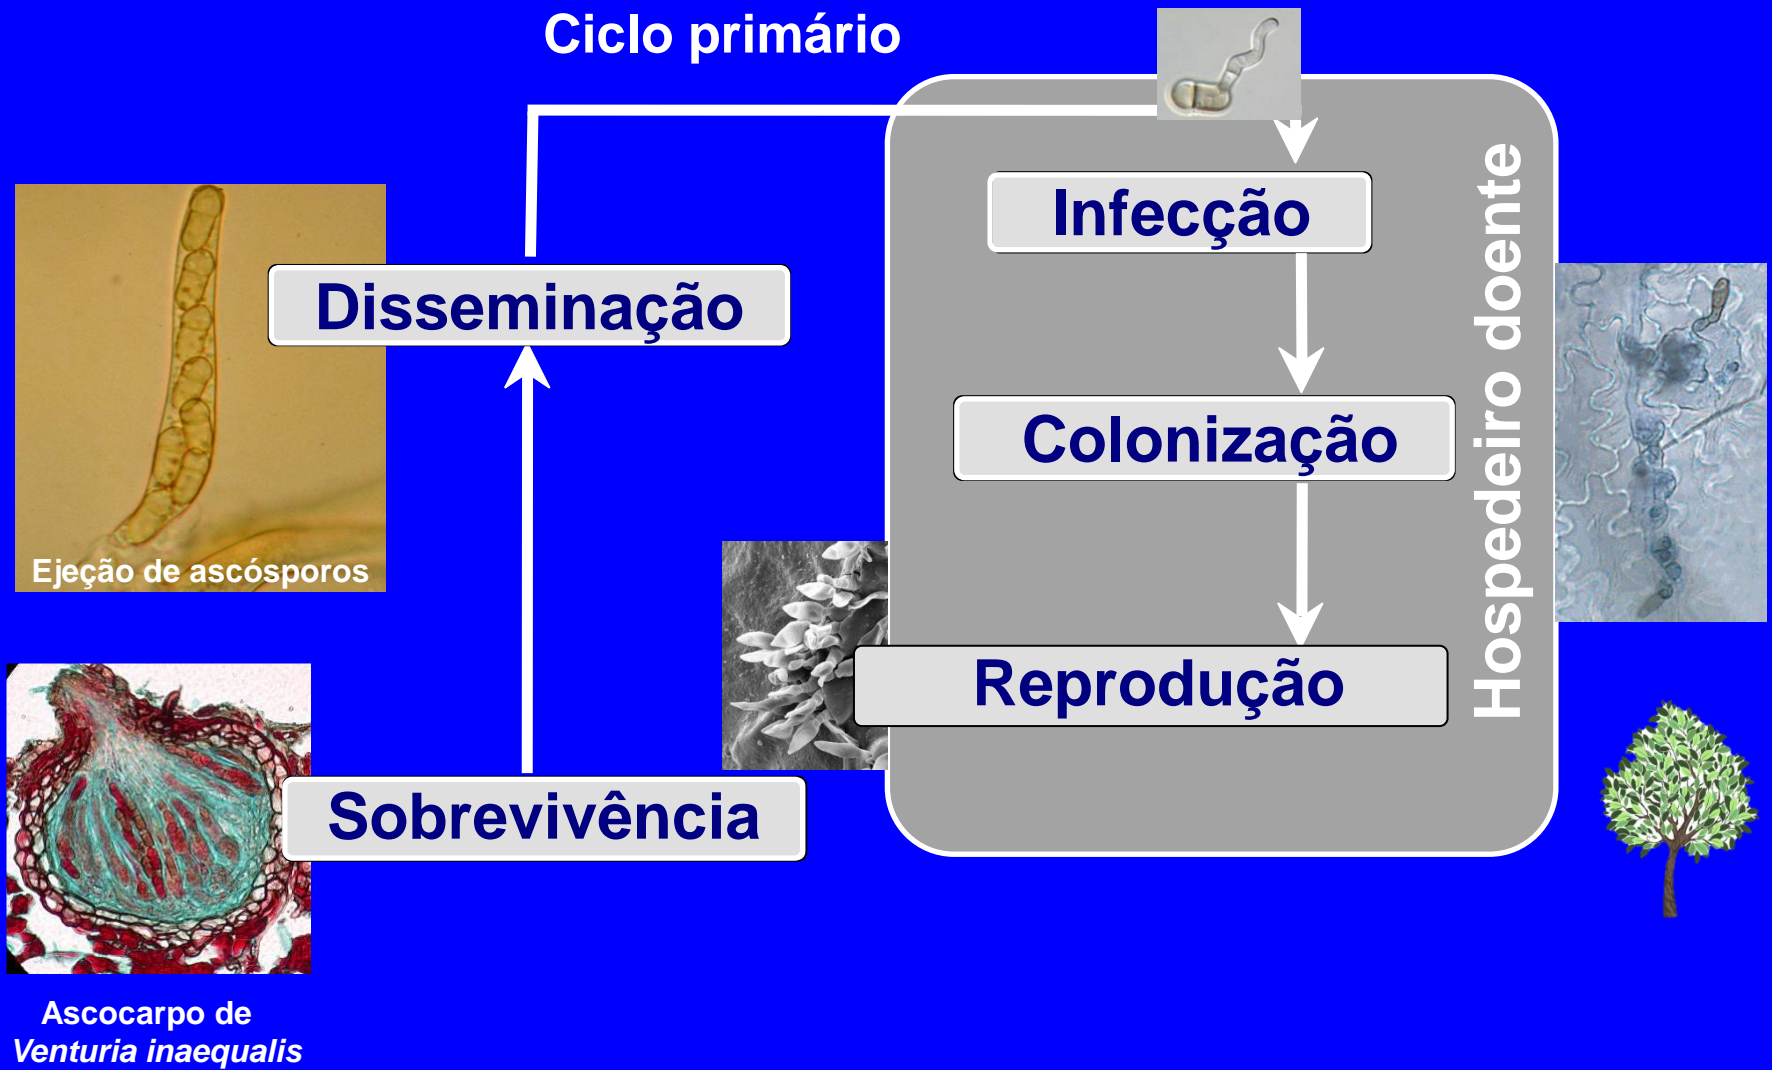 Ciclo primário
Infecção
Disseminação
Hospedeiro doente
Colonização
Ejeção de ascósporos
Reprodução
Sobrevivência
Ascocarpo de
Venturia inaequalis